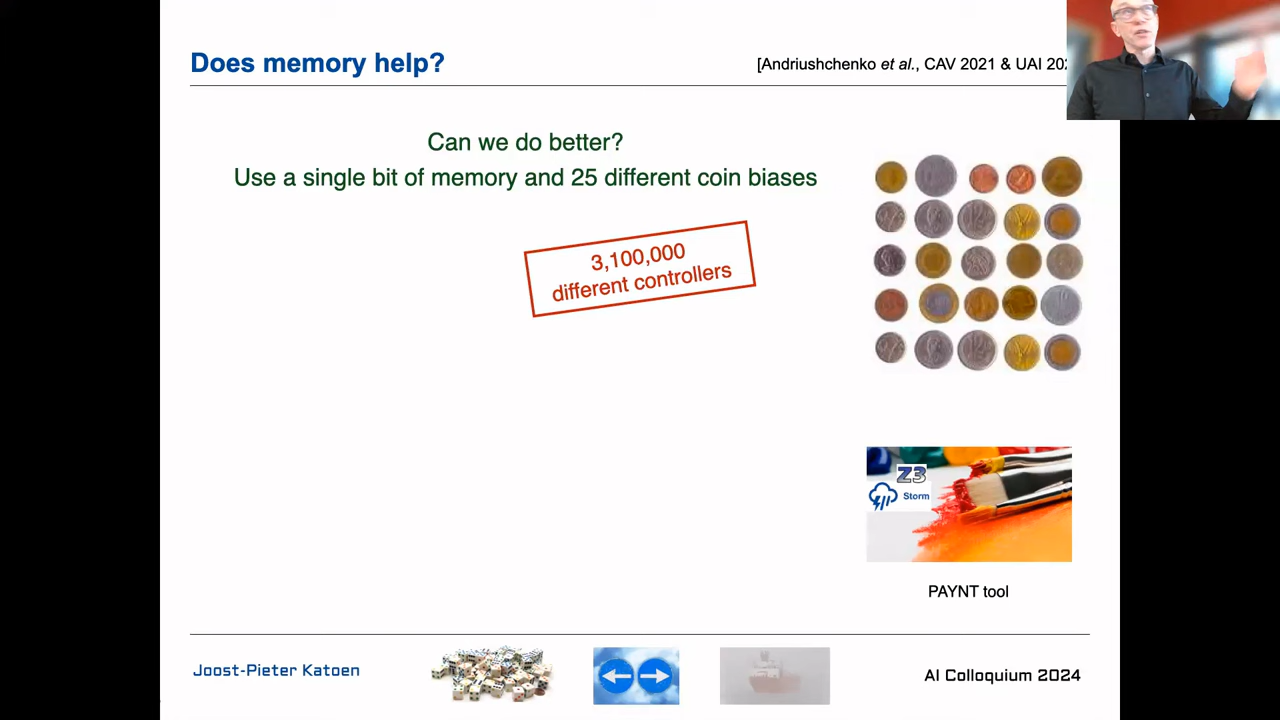 Does memory help?
[Andriushchenko et al., CAV 2021 & UAI
Can we do better?
Use a single bit of memory and 25 different coin biases
3,100,000
different controllers
Z3
Storm
PAYNT tool
Joost-Pieter Katoen
AI Colloquium 2024